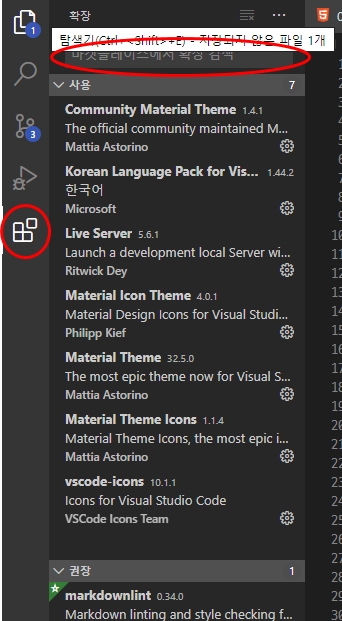 확장
탐색기(Ctrl+<Shift>+E) - 저장되지 않은 파일 1개
마켓플레이스에서 확장 검색
사용 7
Community Material Theme 1.4.1
The official community maintained M...
Mattia Astorino
Korean Language Pack for Vis... 1.44.2
한국어
Microsoft
Live Server 5.6.1
Launch a development local Server wi...
Ritwick Dey
Material Icon Theme 4.0.1
Material Design Icons for Visual Studi...
Philipp Kief
Material Theme 32.5.0
The most epic theme now for Visual S...
Mattia Astorino
Material Theme Icons 1.1.4
Material Theme Icons, the most epic i...
Mattia Astorino
vscode-icons 10.1.1
Icons for Visual Studio Code
VSCode Icons Team
권장 1
markdownlint 0.34.0
Markdown linting and style checking f...
1
3